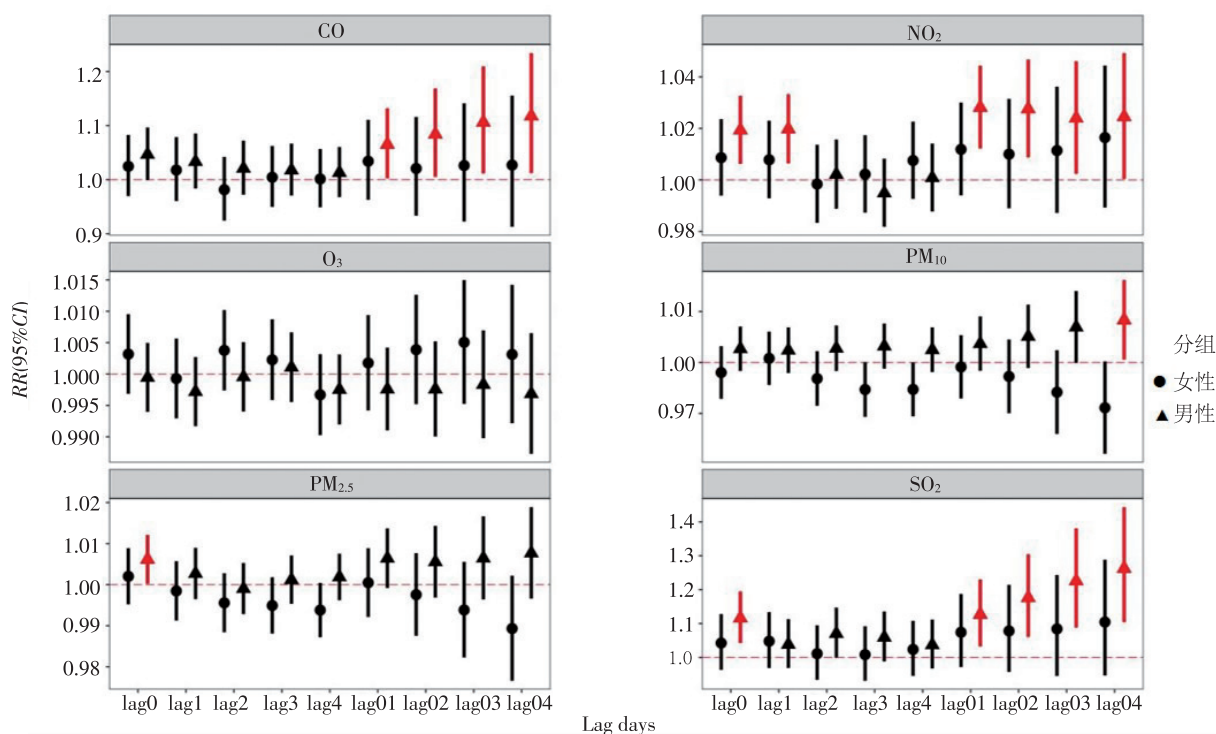 CO
1.2
1.1
1.0
0.9
NO₂
1.04
1.02
1.00
0.98
O₃
1.015
1.010
1.005
1.000
0.995
0.990
PM₁₀
1.01
1.00
0.97
PM₂.₅
1.02
1.01
1.00
0.99
0.98
lag0 lag1 lag2 lag3 lag4 lag01 lag02 lag03 lag04
SO₂
1.4
1.3
1.2
1.1
1.0
lag0 lag1 lag2 lag3 lag4 lag01 lag02 lag03 lag04
RR(95%CI)
Lag days
分组
女性
男性